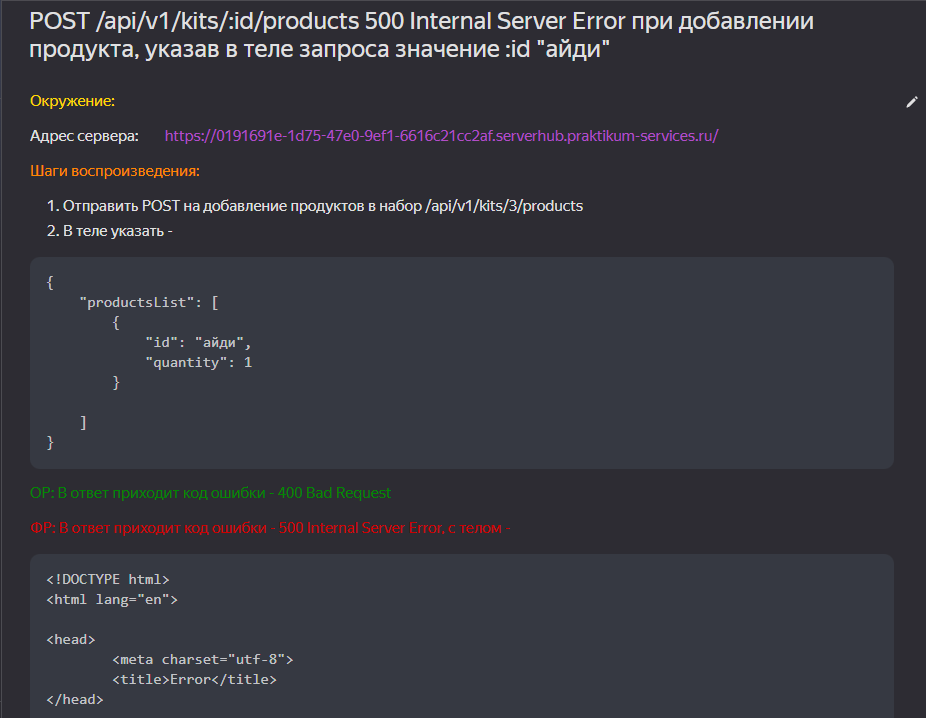 POST /api/v1/kits/:id/products 500 Internal Server Error при добавлении
продукта, указав в теле запроса значение :id "айди"
Окружение:
Адрес сервера: https://0191691e-1d75-47e0-9ef1-6616c21cc2af.serverhub.praktikum-services.ru/
Шаги воспроизведения:
1. Отправить POST на добавление продуктов в набор /api/v1/kits/3/products
2. В теле указать -
{
"productsList": [
{
"id": "айди",
"quantity": 1
}
]
}
ОР: В ответ приходит код ошибки - 400 Bad Request
ФР: В ответ приходит код ошибки - 500 Internal Server Error, с телом -
<!DOCTYPE html>
<html lang="en">
<head>
<meta charset="utf-8">
<title>Error</title>
</head>